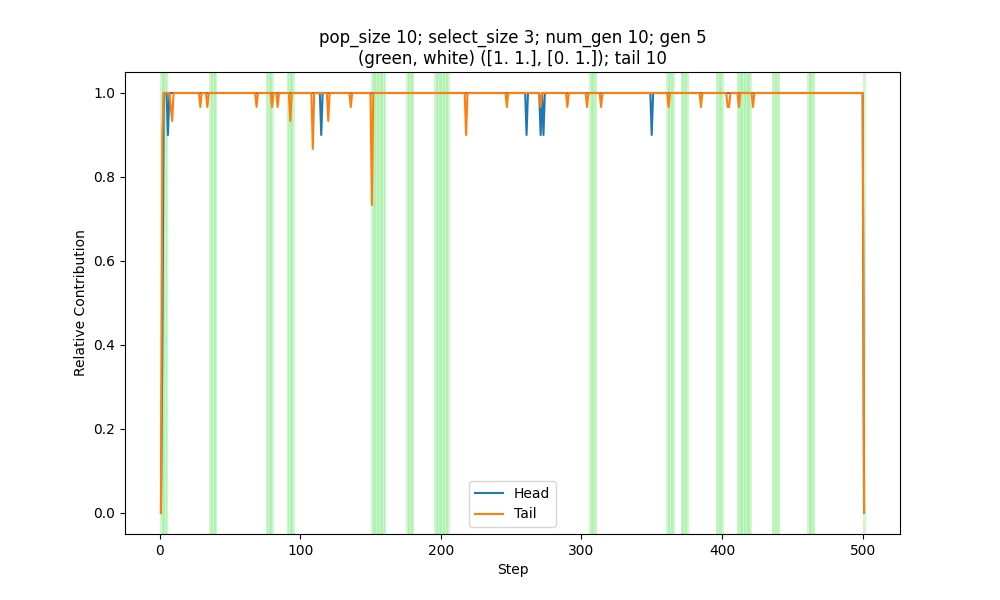 pop_size 10; select_size 3; num_gen 10; gen 5
(green, white) ([1. 1.], [0. 1.]); tail 10
1.0
0.8
0.6
0.4
0.2
0.0
Relative Contribution
Head
Tail
0
100
200
300
400
500
Step